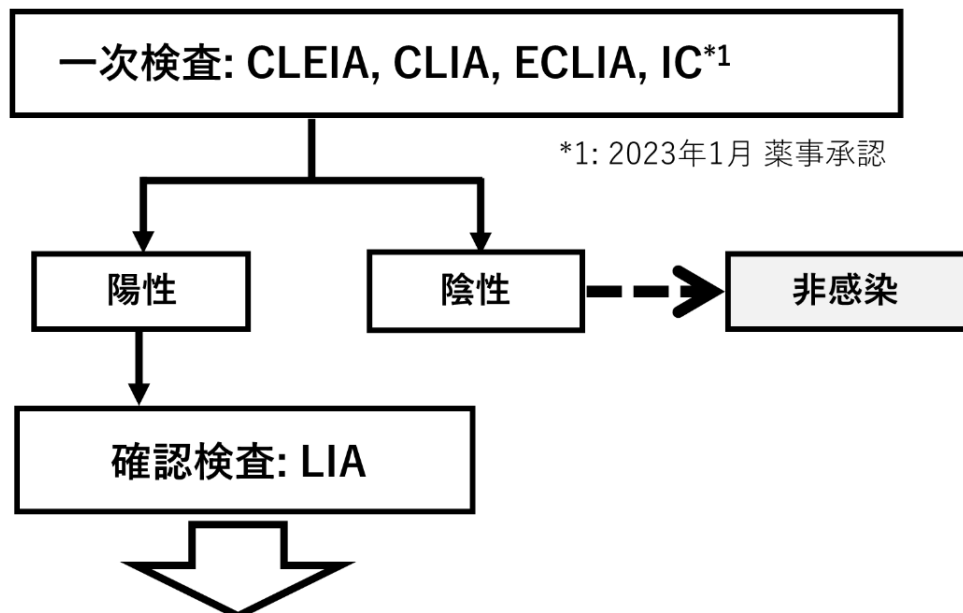 一次検査: CLEIA, CLIA, ECLIA, IC*1
*1: 2023年1月 薬事承認
陽性
陰性
非感染
確認検査: LIA